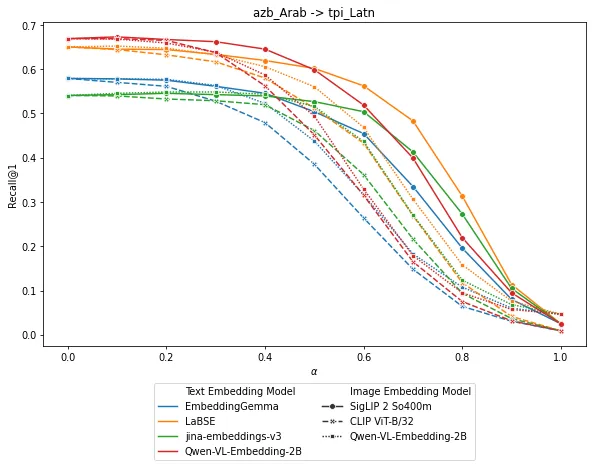 azb_Arab -> tpi_Latn
Recall@1
0.7
0.6
0.5
0.4
0.3
0.2
0.1
0.0
0.0 0.2 0.4 0.6 0.8 1.0
α
Text Embedding Model
EmbeddingGemma
LaBSE
jina-embeddings-v3
Qwen-VL-Embedding-2B
Image Embedding Model
SigLIP 2 So400m
CLIP ViT-B/32
Qwen-VL-Embedding-2B